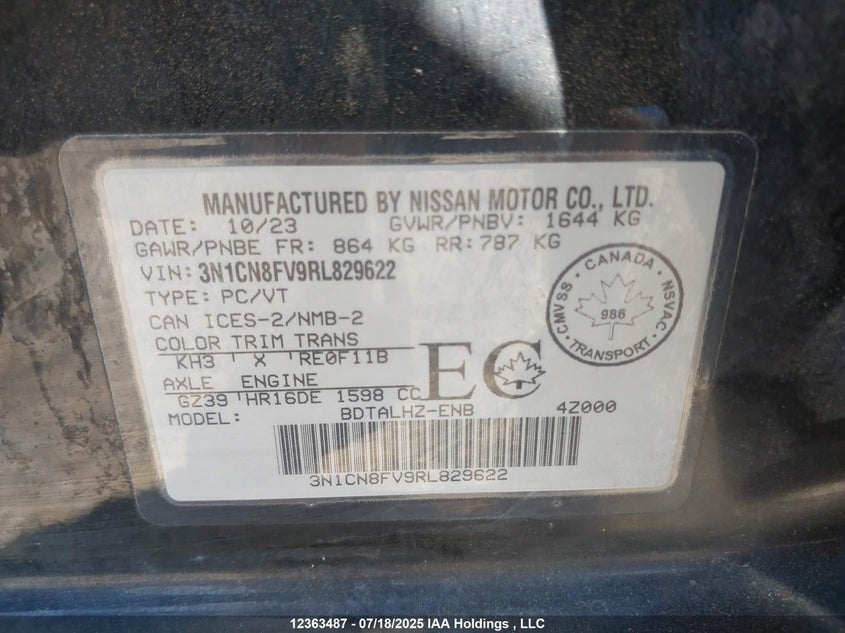 MANUFACTURED BY NISSAN MOTOR CO., LTD.
DATE: 10/23 GVWR/PNBV: 1644 KG
GAWR/PNBE FR: 864 KG RR: 787 KG
VIN: 3N1CN8FV9RL829622
TYPE: PC/VT
CAN ICES-2/NMB-2
COLOR TRIM TRANS
KH3 ' X 'RE0F11B
AXLE ENGINE
GZ39 'HR16DE 1598 CC
MODEL: BDTALHZ-ENB 4Z000
EC
CANADA
CMVSS
986
NSVAC
TRANSPORT
3N1CN8FV9RL829622
12363487 - 07/18/2025 IAA Holdings , LLC